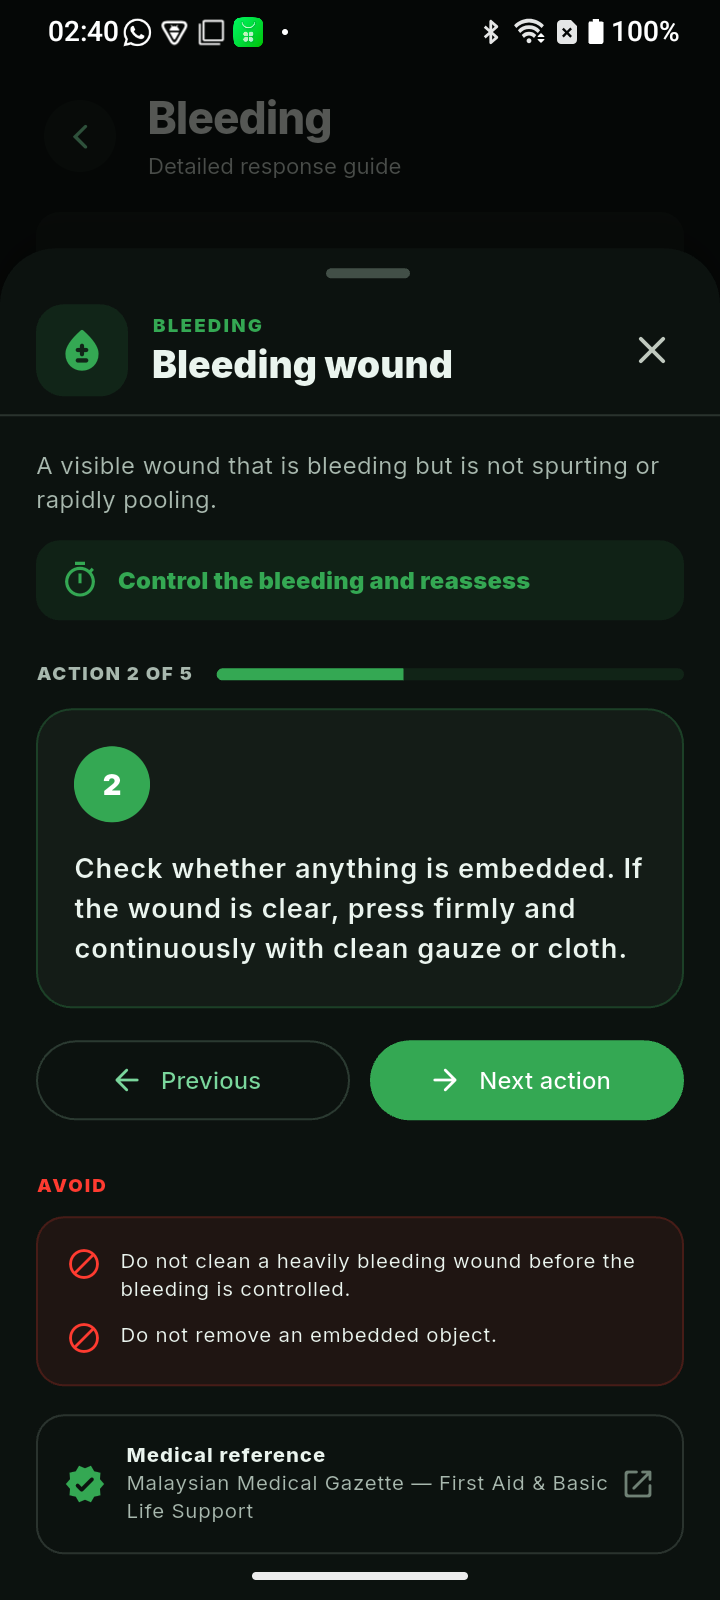 02:40
100%
Bleeding
Detailed response guide
BLEEDING
Bleeding wound
A visible wound that is bleeding but is not spurting or
rapidly pooling.
Control the bleeding and reassess
ACTION 2 OF 5
2
Check whether anything is embedded. If
the wound is clear, press firmly and
continuously with clean gauze or cloth.
Previous
Next action
AVOID
Do not clean a heavily bleeding wound before the
bleeding is controlled.
Do not remove an embedded object.
Medical reference
Malaysian Medical Gazette — First Aid & Basic
Life Support